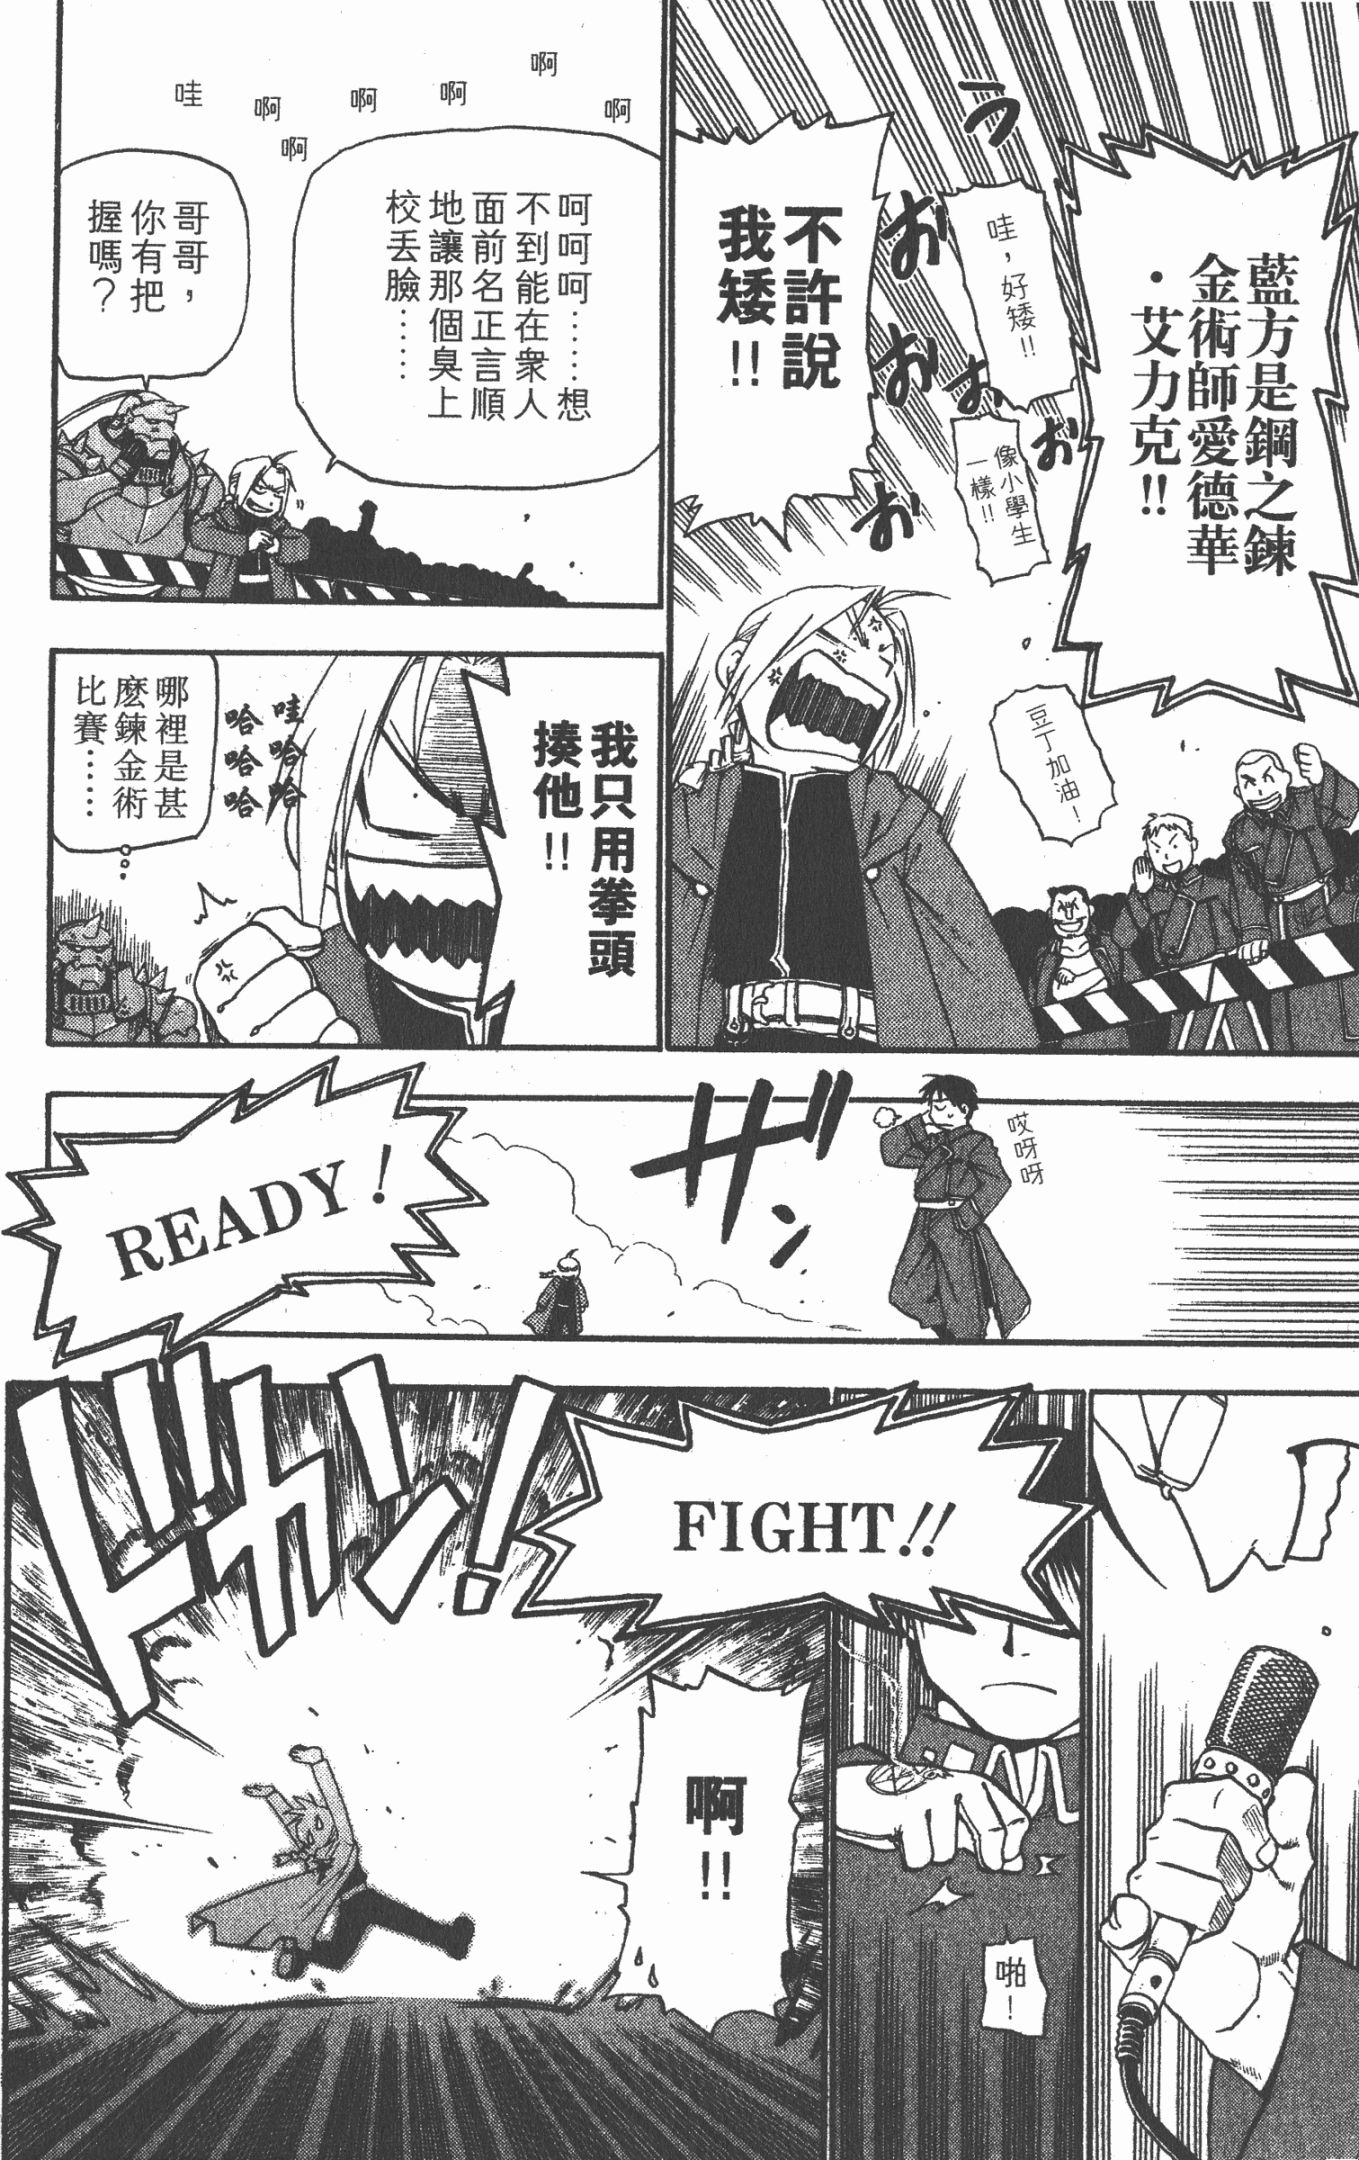 藍方是鋼之鍊
金術師愛德華
・艾力克!!
うおおおおお
哇，好矮!!
像小學生
一樣!!
不許說
我矮!!
豆丁加油!
哇啊啊啊啊啊啊
呵呵呵……想
不到能在眾人
面前名正言順
地讓那個臭上
校丟臉……
哥哥，
你有把
握嗎？
我只用拳頭
揍他!!
哇哈哈
哈哈哈
哪裡是甚
麼鍊金術
比賽……
哎呀呀
ザッ
READY!
FIGHT!!
啪!
啊!!
ドガン!!